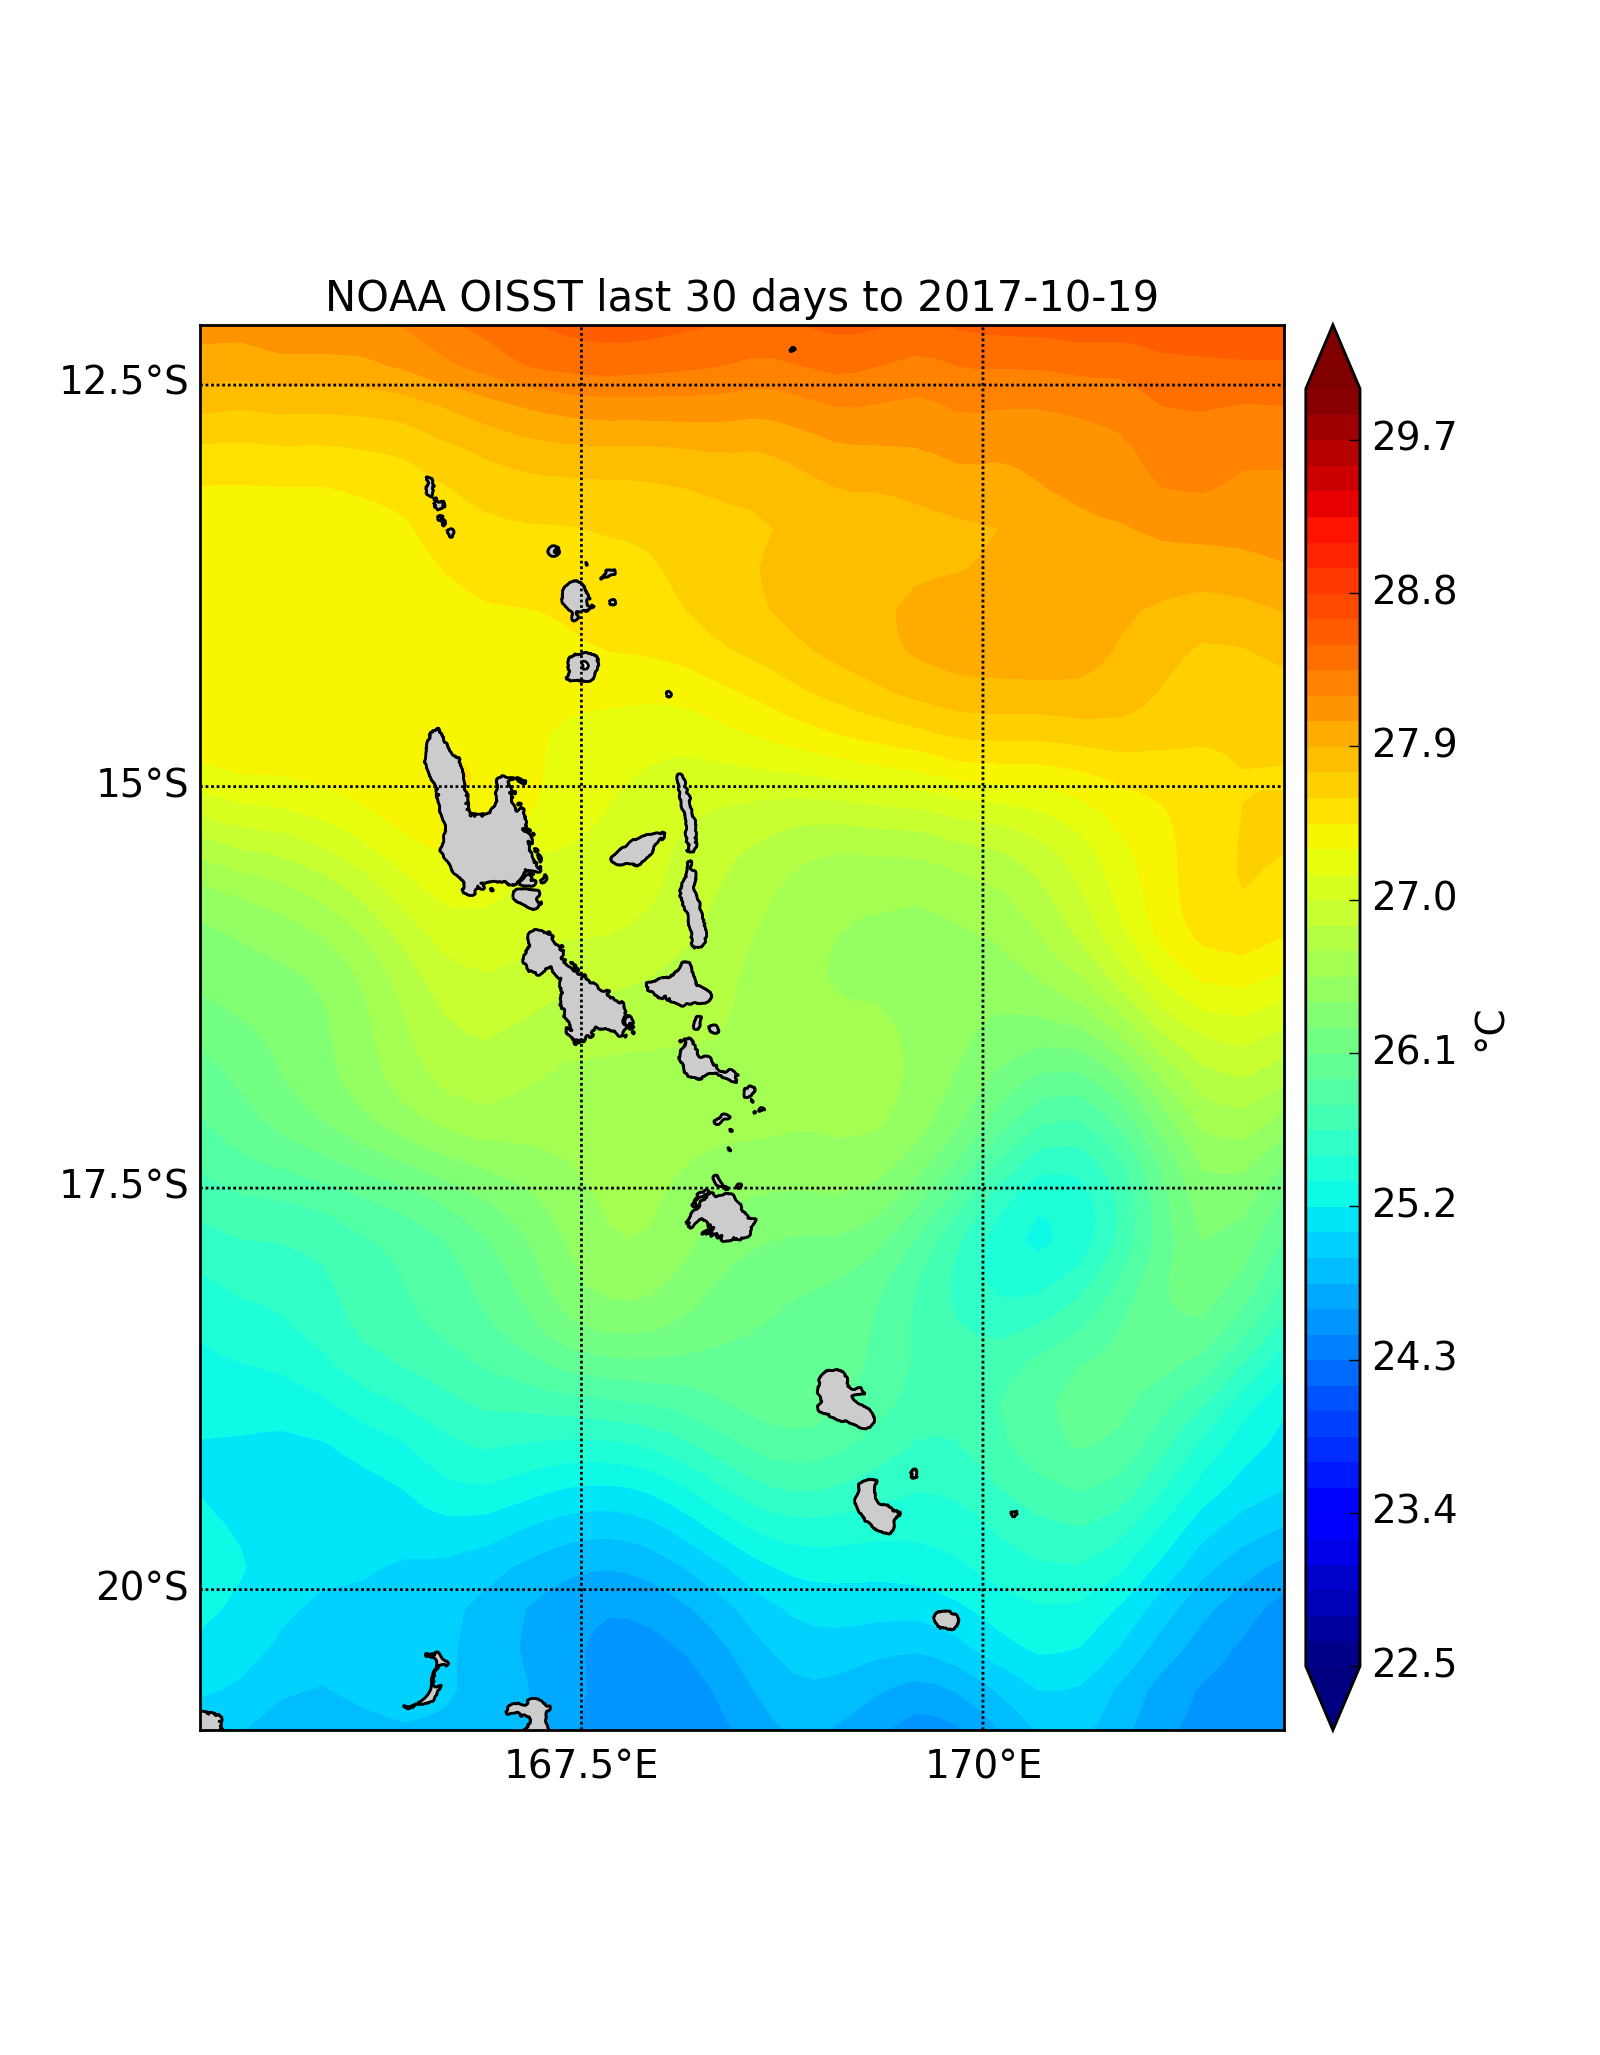 NOAA OISST last 30 days to 2017-10-19
12.5°S
15°S
17.5°S
20°S
167.5°E
170°E
29.7
28.8
27.9
27.0
26.1
25.2
24.3
23.4
22.5
°C